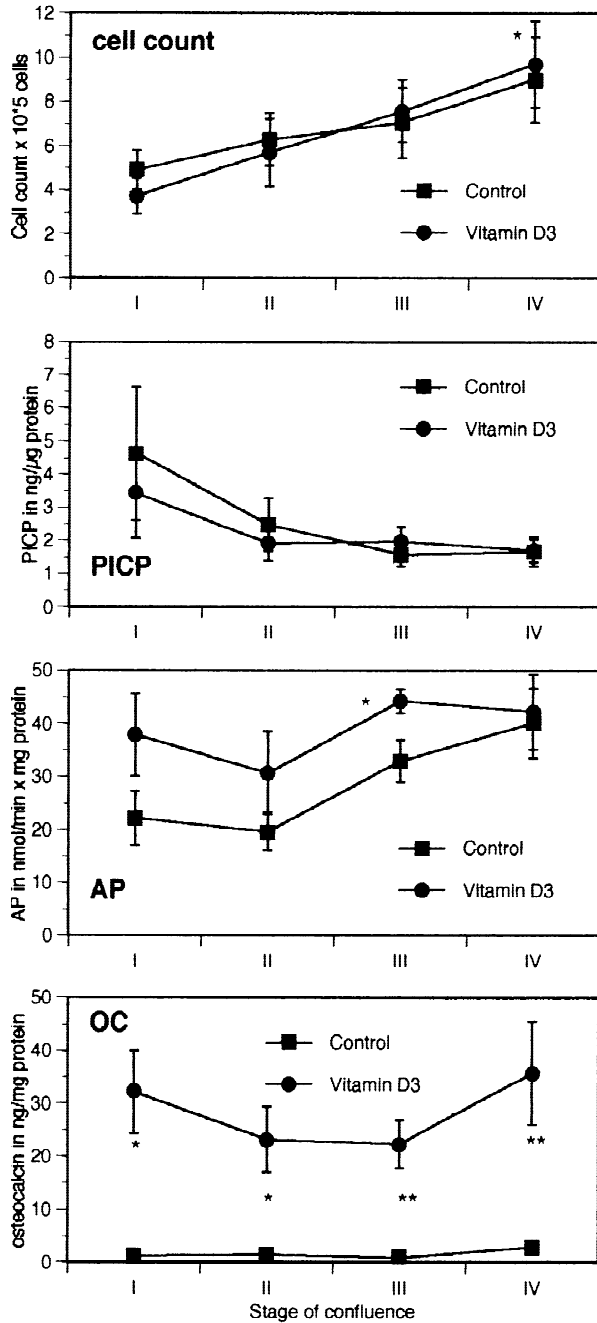 cell count
*
12
10
8
6
4
2
0
Cell count x 10^5 cells
Control
Vitamin D3
I II III IV
8
7
6
5
4
3
2
1
0
PICP in ng/µg protein
Control
Vitamin D3
PICP
I II III IV
50
40
30
20
10
0
AP in nmol/min x mg protein
*
Control
Vitamin D3
AP
I II III IV
50
40
30
20
10
0
osteocalcin in ng/mg protein
OC
Control
Vitamin D3
* * ** **
I II III IV
Stage of confluence